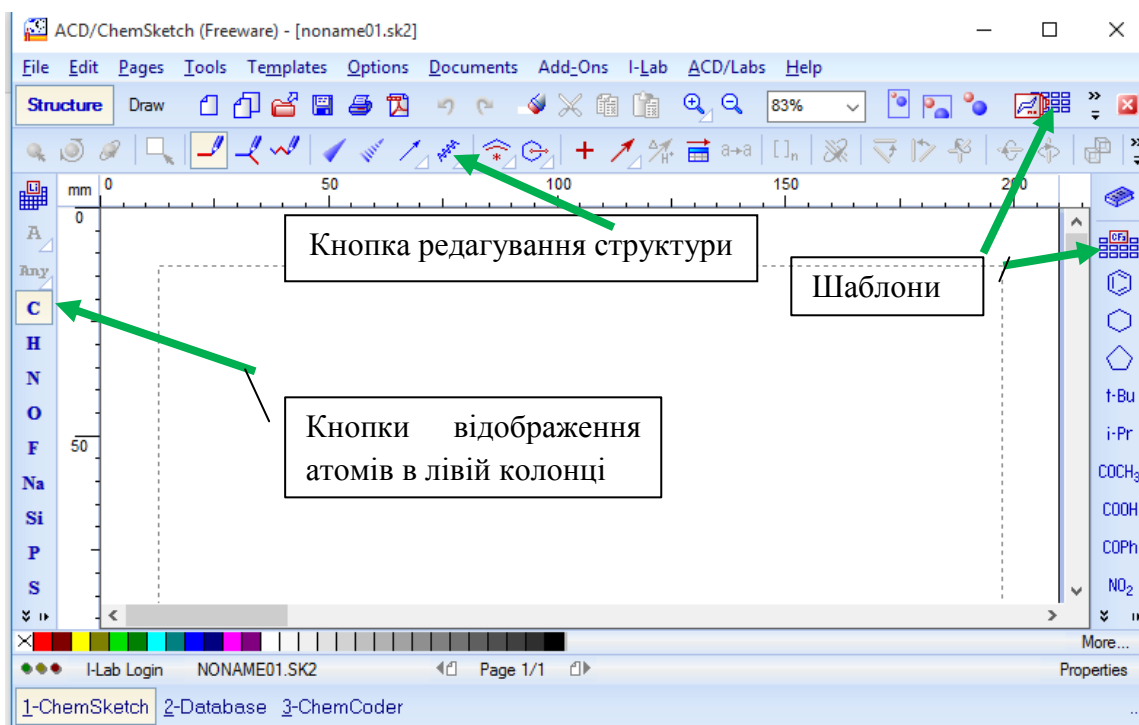 ACD/ChemSketch (Freeware) - [noname01.sk2]
File Edit Pages Tools Templates Options Documents Add-Ons I-Lab ACD/Labs Help
Structure Draw 83%
a→a []n
Li mm 0 50 100 150 200
0
A
Кнопка редагування структури
CF3
Any
Шаблони
C
H
N
t-Bu
O
Кнопки відображення
i-Pr
F 50
атомів в лівій колонці
COCH3
Na
COOH
Si
COPh
P
NO2
S
More...
I-Lab Login NONAME01.SK2 Page 1/1 Properties
1-ChemSketch 2-Database 3-ChemCoder